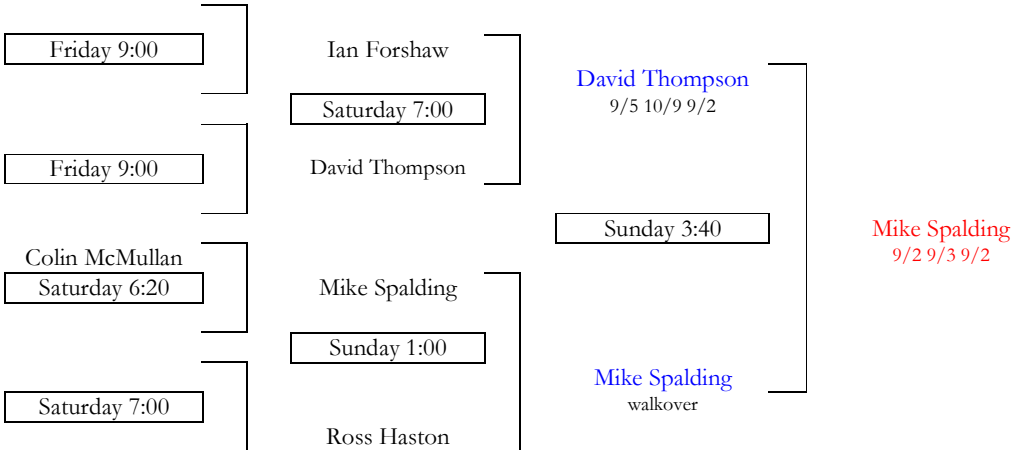 Friday 9:00
Ian Forshaw
David Thompson
9/5 10/9 9/2
Saturday 7:00
Friday 9:00
David Thompson
Sunday 3:40
Mike Spalding
9/2 9/3 9/2
Colin McMullan
Saturday 6:20
Mike Spalding
Sunday 1:00
Mike Spalding
walkover
Saturday 7:00
Ross Haston